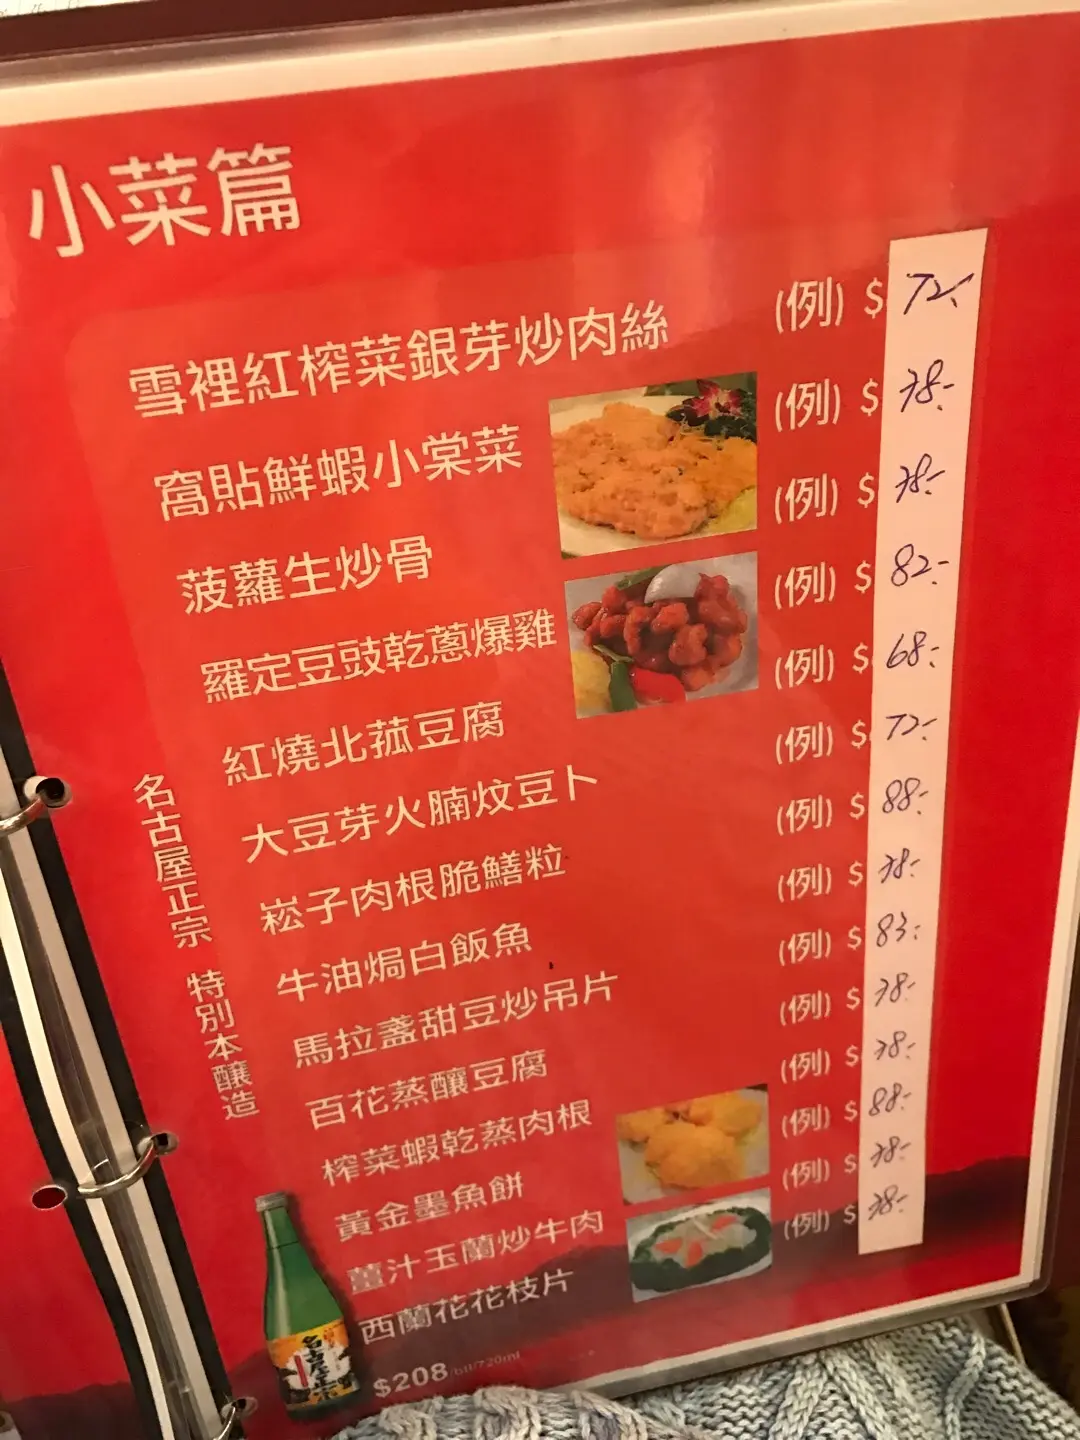 小菜篇
雪裡紅榨菜銀芽炒肉絲 (例) $72.-
窩貼鮮蝦小棠菜 (例) $78.-
菠蘿生炒骨 (例) $78.-
羅定豆豉乾蔥爆雞 (例) $82.-
紅燒北菰豆腐 (例) $68.-
大豆芽火腩炆豆卜 (例) $72.-
崧子肉根脆鱔粒 (例) $88.-
牛油焗白飯魚 (例) $78.-
馬拉盞甜豆炒吊片 (例) $83.-
百花蒸釀豆腐 (例) $78.-
榨菜蝦乾蒸肉根 (例) $78.-
黃金墨魚餅 (例) $88.-
薑汁玉蘭炒牛肉 (例) $78.-
西蘭花花枝片 (例) $78.-
名古屋正宗
特別本釀造
名古屋
$208/btl/720ml